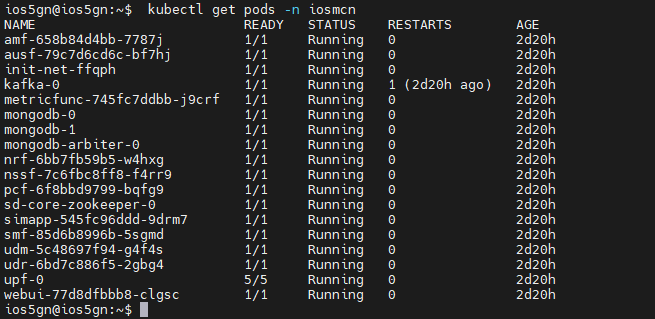 ios5gn@ios5gn:~$  kubectl get pods -n iosmcn
NAME                          READY   STATUS    RESTARTS        AGE
amf-658b84d4bb-7787j          1/1     Running   0               2d20h
ausf-79c7d6cd6c-bf7hj         1/1     Running   0               2d20h
init-net-ffqph                1/1     Running   0               2d20h
kafka-0                       1/1     Running   1 (2d20h ago)   2d20h
metricfunc-745fc7ddbb-j9crf   1/1     Running   0               2d20h
mongodb-0                     1/1     Running   0               2d20h
mongodb-1                     1/1     Running   0               2d20h
mongodb-arbiter-0             1/1     Running   0               2d20h
nrf-6bb7fb59b5-w4hxg          1/1     Running   0               2d20h
nssf-7c6fbc8ff8-f4rr9         1/1     Running   0               2d20h
pcf-6f8bbd9799-bqfg9          1/1     Running   0               2d20h
sd-core-zookeeper-0           1/1     Running   0               2d20h
simapp-545fc96ddd-9drm7       1/1     Running   0               2d20h
smf-85d6b8996b-5sgmd          1/1     Running   0               2d20h
udm-5c48697f94-g4f4s          1/1     Running   0               2d20h
udr-6bd7c886f5-2gbg4          1/1     Running   0               2d20h
upf-0                         5/5     Running   0               2d20h
webui-77d8dfbbb8-clgsc        1/1     Running   0               2d20h
ios5gn@ios5gn:~$